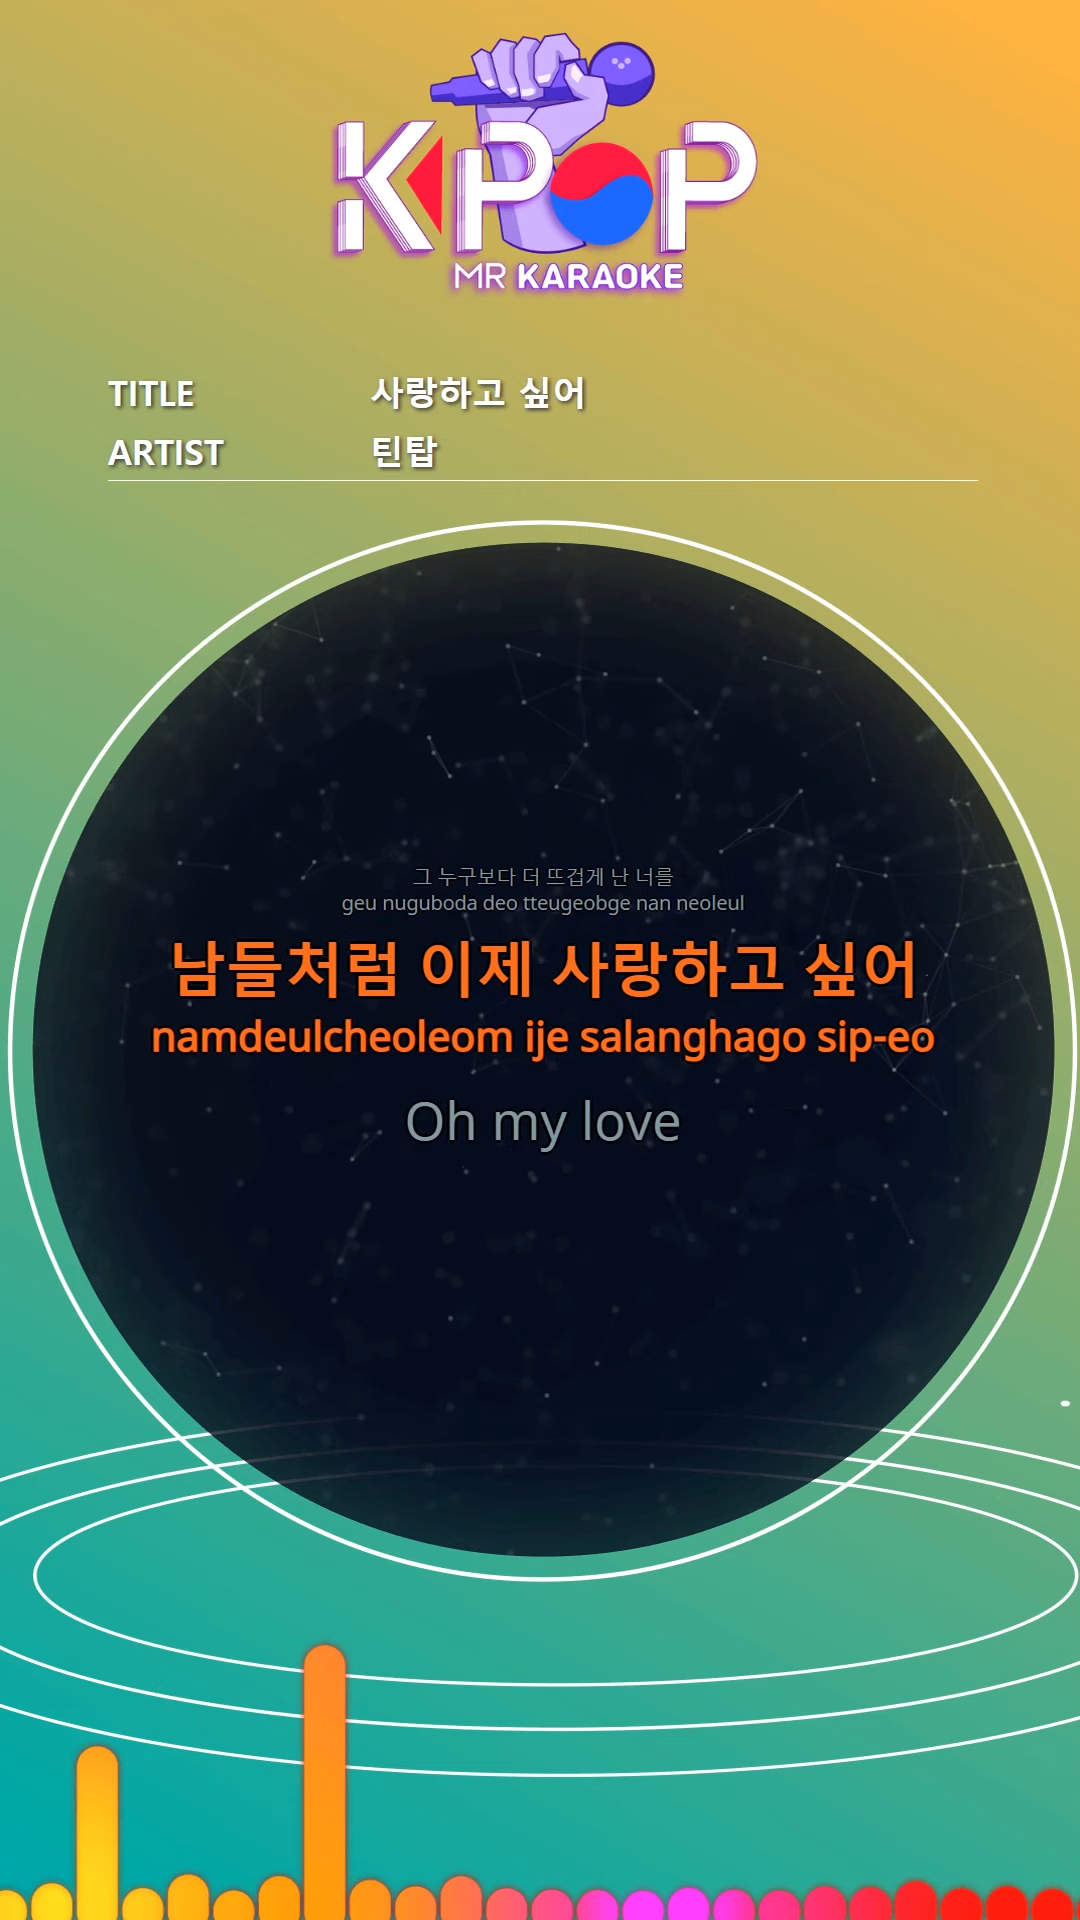 KPOP
MR KARAOKE
TITLE 사랑하고 싶어
ARTIST 틴탑
그 누구보다 더 뜨겁게 난 너를
geu nuguboda deo tteugeobge nan neoleul
남들처럼 이제 사랑하고 싶어
namdeulcheoleom ije salanghago sip-eo
Oh my love